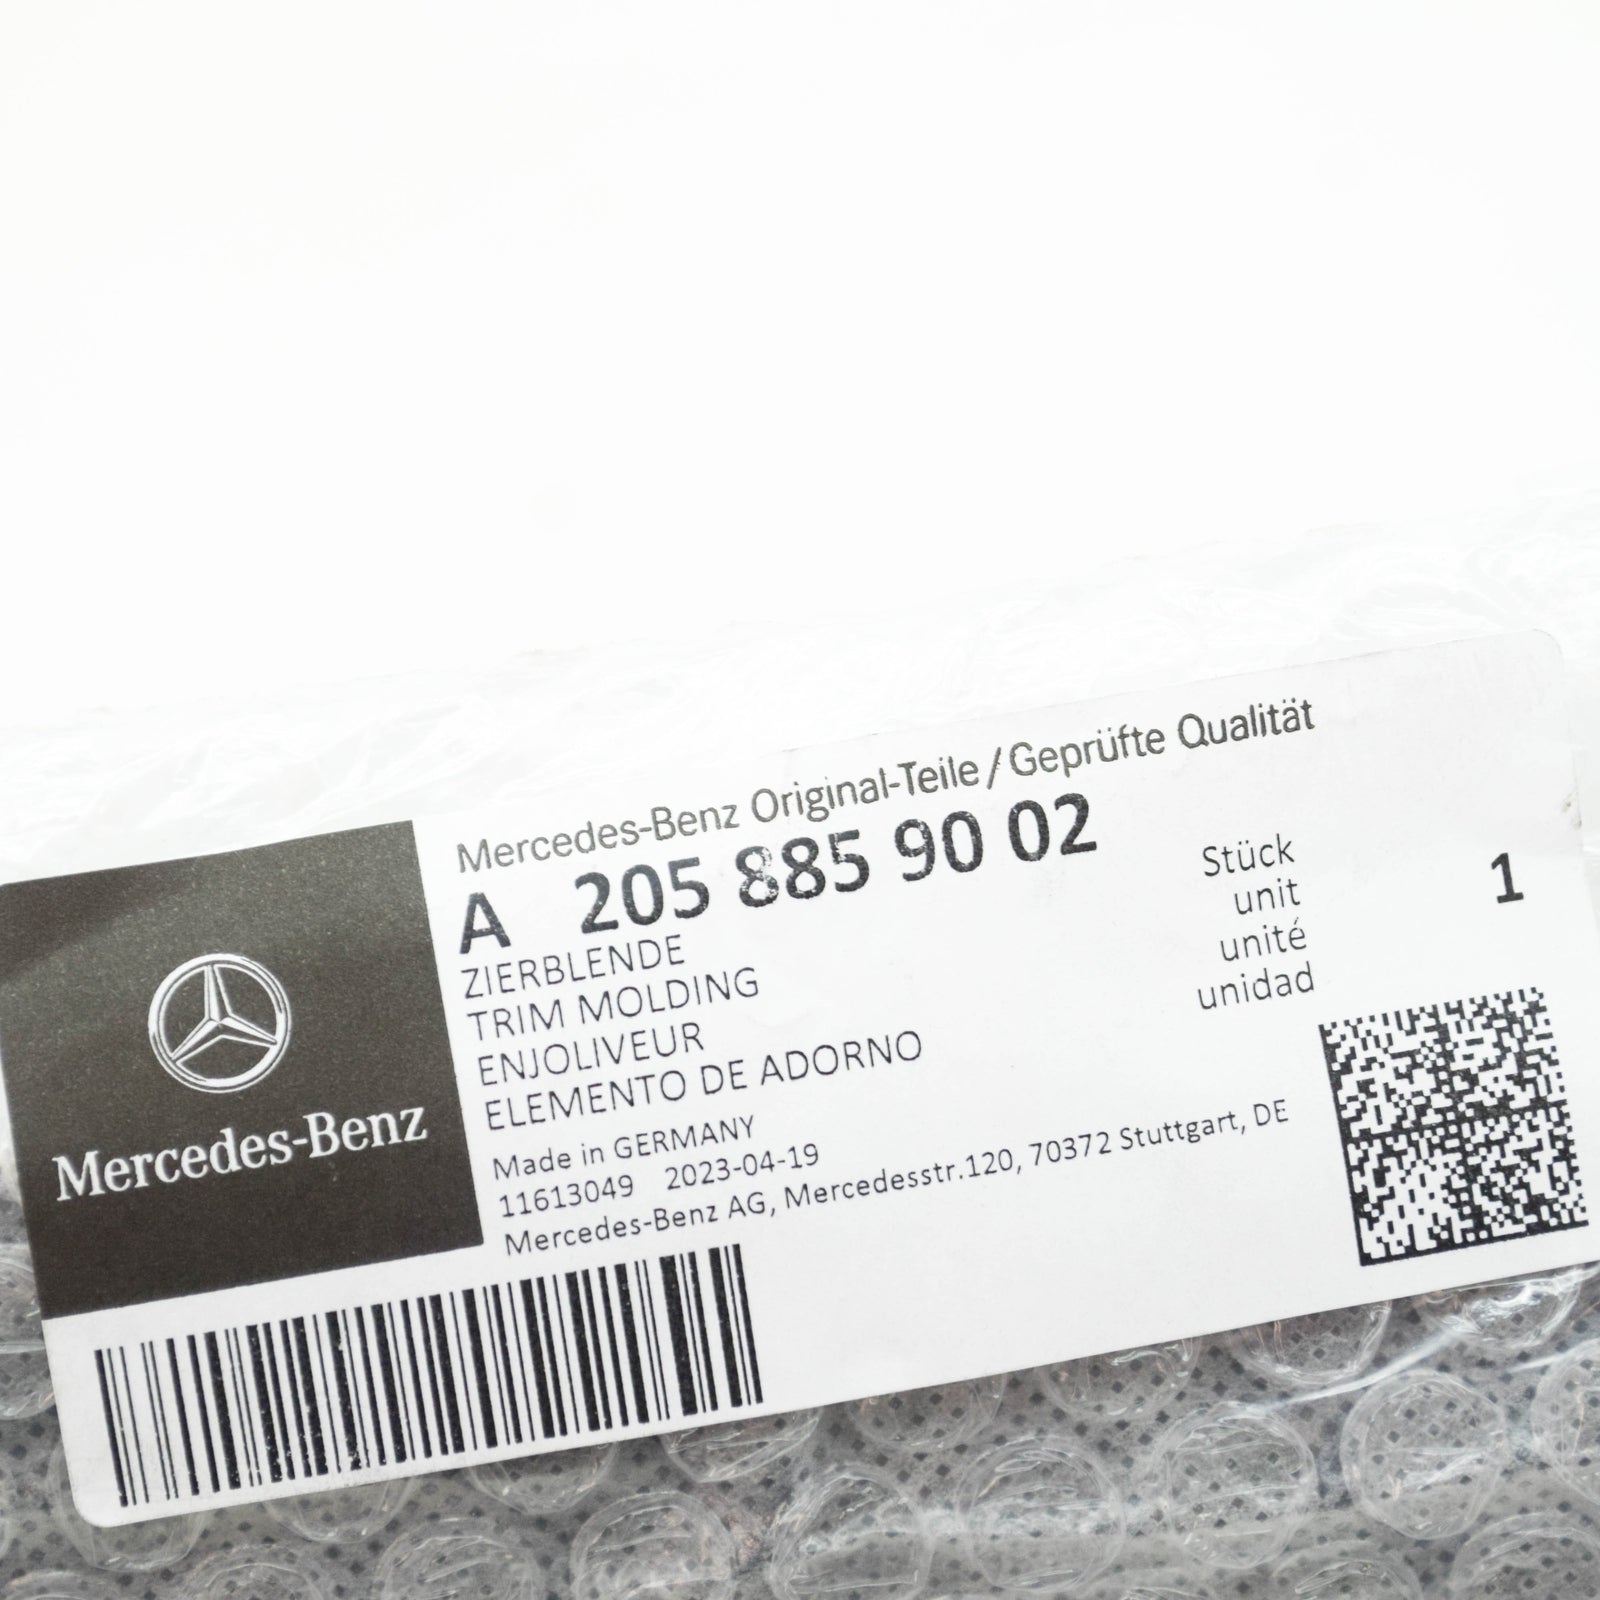 Mercedes-Benz Original-Teile / Geprüfte Qualität
A 205 885 90 02
ZIERBLENDE
TRIM MOLDING
ENJOLIVEUR
ELEMENTO DE ADORNO
Stück
unit
unité
unidad
1
Made in GERMANY
11613049 2023-04-19
Mercedes-Benz AG, Mercedesstr.120, 70372 Stuttgart, DE
Mercedes-Benz